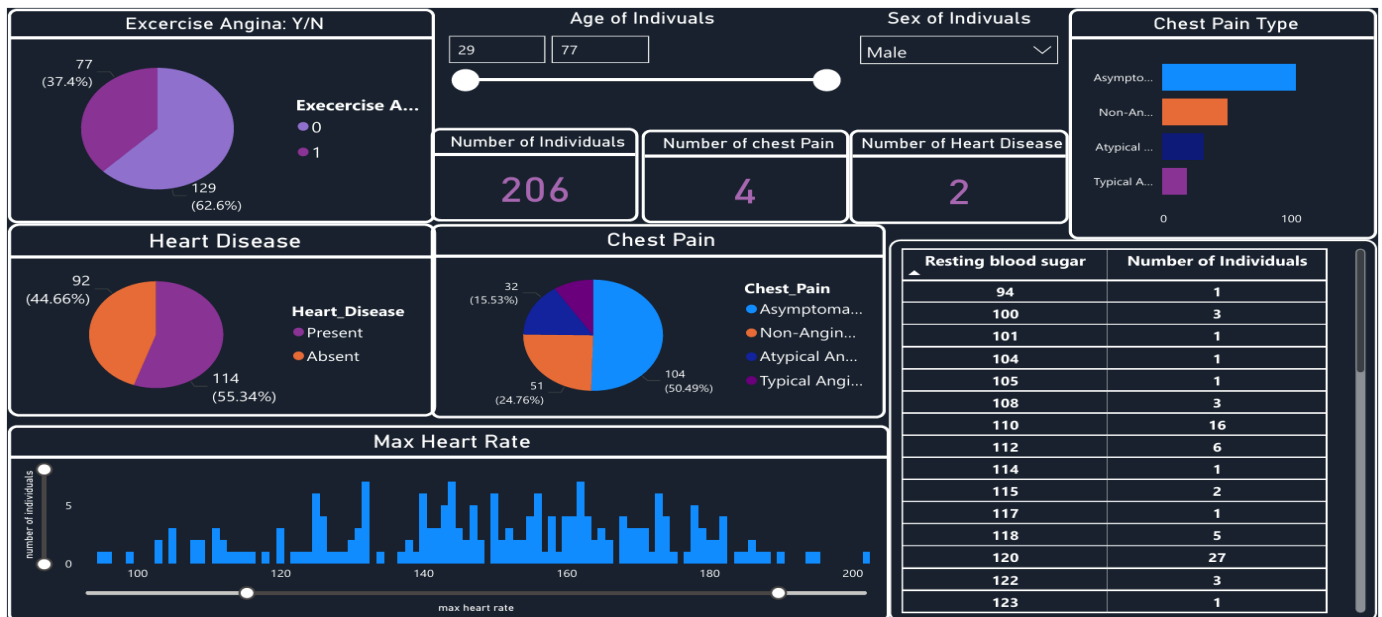 Excercise Angina: Y/N
77
(37.4%)
129
(62.6%)
Execercise A...
0
1
Age of Indivuals
29 77
Sex of Indivuals
Male
Number of Individuals
206
Number of chest Pain
4
Number of Heart Disease
2
Chest Pain Type
Asympto...
Non-An...
Atypical ...
Typical A...
0 100
Heart Disease
92
(44.66%)
114
(55.34%)
Heart_Disease
Present
Absent
Chest Pain
32
(15.53%)
51
(24.76%)
104
(50.49%)
Chest_Pain
Asymptoma...
Non-Angin...
Atypical An...
Typical Angi...
Resting blood sugar Number of Individuals
94 1
100 3
101 1
104 1
105 1
108 3
110 16
112 6
114 1
115 2
117 1
118 5
120 27
122 3
123 1
Max Heart Rate
number of individuals
5
0
100 120 140 160 180 200
max heart rate